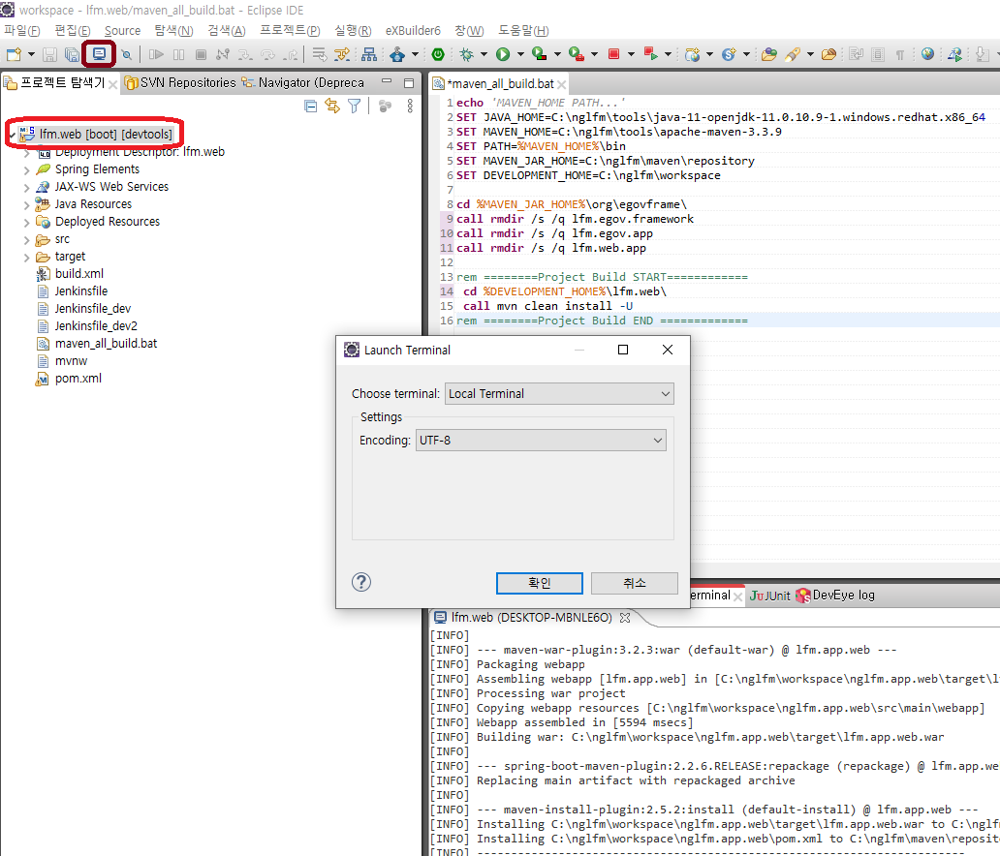 workspace - lfm.web/maven_all_build.bat - Eclipse IDE
파일(F) 편집(E) Source 탐색(N) 검색(A) 프로젝트(P) 실행(R) eXBuilder6 창(W) 도움말(H)
프로젝트 탐색기 SVN Repositories Navigator (Depreca
lfm.web [boot] [devtools]
Deployment Descriptor: lfm.web
Spring Elements
JAX-WS Web Services
Java Resources
Deployed Resources
src
target
build.xml
Jenkinsfile
Jenkinsfile_dev
Jenkinsfile_dev2
maven_all_build.bat
mvnw
pom.xml
*maven_all_build.bat
1 echo 'MAVEN_HOME PATH...'
2 SET JAVA_HOME=C:\nglfm\tools\java-11-openjdk-11.0.10.9-1.windows.redhat.x86_64
3 SET MAVEN_HOME=C:\nglfm\tools\apache-maven-3.3.9
4 SET PATH=%MAVEN_HOME%\bin
5 SET MAVEN_JAR_HOME=C:\nglfm\maven\repository
6 SET DEVELOPMENT_HOME=C:\nglfm\workspace
7
8 cd %MAVEN_JAR_HOME%\org\egovframe\
9 call rmdir /s /q lfm.egov.framework
10 call rmdir /s /q lfm.egov.app
11 call rmdir /s /q lfm.web.app
12
13 rem ========Project Build START============
14 cd %DEVELOPMENT_HOME%\lfm.web\
15 call mvn clean install -U
16 rem ========Project Build END =============
Launch Terminal
Choose terminal: Local Terminal
Settings
Encoding: UTF-8
확인 취소
erminal JUnit DevEye log
lfm.web (DESKTOP-MBNLE6O)
[INFO]
[INFO] --- maven-war-plugin:3.2.3:war (default-war) @ lfm.app.web ---
[INFO] Packaging webapp
[INFO] Assembling webapp [lfm.app.web] in [C:\nglfm\workspace\nglfm.app.web\target\l
[INFO] Processing war project
[INFO] Copying webapp resources [C:\nglfm\workspace\nglfm.app.web\src\main\webapp]
[INFO] Webapp assembled in [5594 msecs]
[INFO] Building war: C:\nglfm\workspace\nglfm.app.web\target\lfm.app.web.war
[INFO]
[INFO] --- spring-boot-maven-plugin:2.2.6.RELEASE:repackage (repackage) @ lfm.app.we
[INFO] Replacing main artifact with repackaged archive
[INFO]
[INFO] --- maven-install-plugin:2.5.2:install (default-install) @ lfm.app.web ---
[INFO] Installing C:\nglfm\workspace\nglfm.app.web\target\lfm.app.web.war to C:\nglf
[INFO] Installing C:\nglfm\workspace\nglfm.app.web\pom.xml to C:\nglfm\maven\reposit
[INFO] ------------------------------------------------------------------------